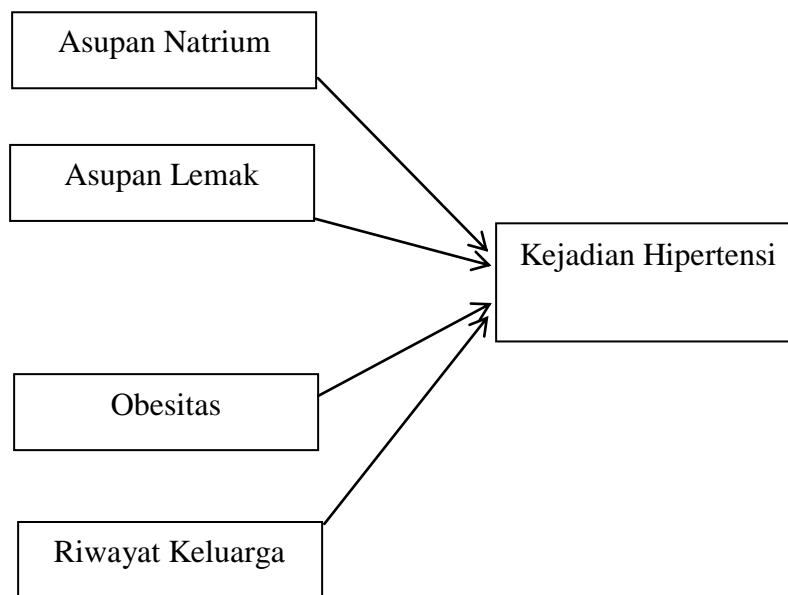 Asupan Natrium
Asupan Lemak
Kejadian Hipertensi
Obesitas
Riwayat Keluarga